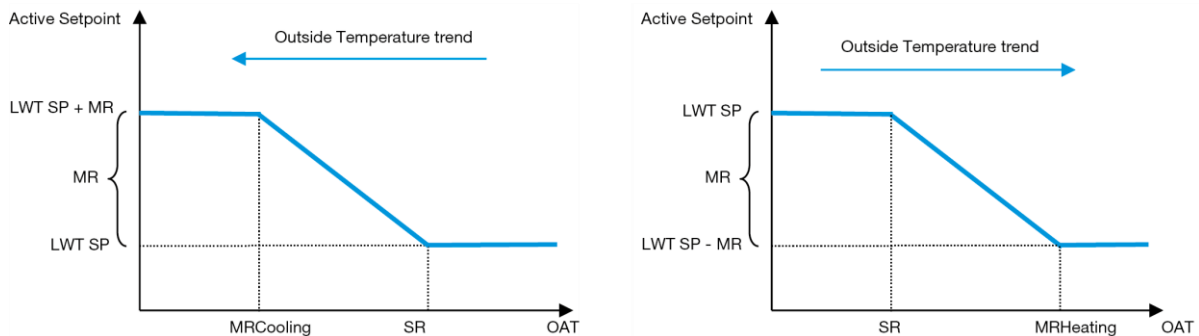 Active Setpoint
Outside Temperature trend
LWT SP + MR
MR
LWT SP
MRCooling
SR
OAT
Active Setpoint
Outside Temperature trend
LWT SP
MR
LWT SP - MR
SR
MRHeating
OAT